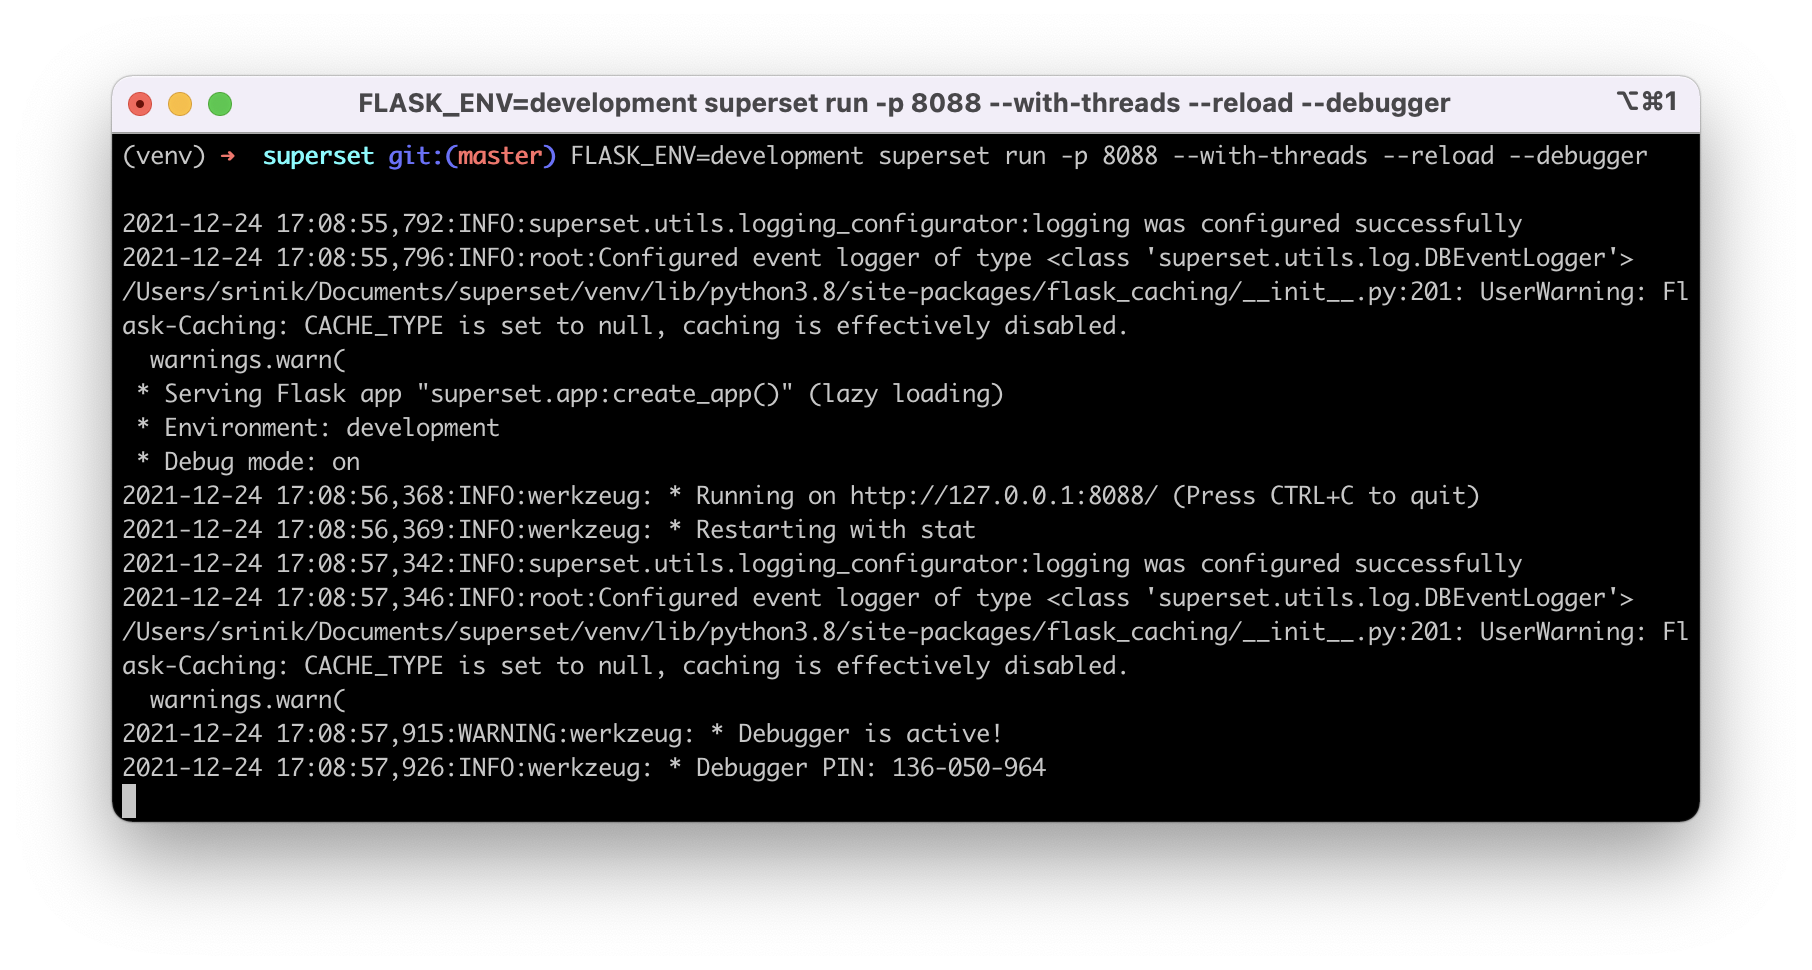 FLASK_ENV=development superset run -p 8088 --with-threads --reload --debugger
⌥⌘1
(venv) ➜  superset git:(master) FLASK_ENV=development superset run -p 8088 --with-threads --reload --debugger
2021-12-24 17:08:55,792:INFO:superset.utils.logging_configurator:logging was configured successfully
2021-12-24 17:08:55,796:INFO:root:Configured event logger of type <class 'superset.utils.log.DBEventLogger'>
/Users/srinik/Documents/superset/venv/lib/python3.8/site-packages/flask_caching/__init__.py:201: UserWarning: Fl
ask-Caching: CACHE_TYPE is set to null, caching is effectively disabled.
  warnings.warn(
 * Serving Flask app "superset.app:create_app()" (lazy loading)
 * Environment: development
 * Debug mode: on
2021-12-24 17:08:56,368:INFO:werkzeug: * Running on http://127.0.0.1:8088/ (Press CTRL+C to quit)
2021-12-24 17:08:56,369:INFO:werkzeug: * Restarting with stat
2021-12-24 17:08:57,342:INFO:superset.utils.logging_configurator:logging was configured successfully
2021-12-24 17:08:57,346:INFO:root:Configured event logger of type <class 'superset.utils.log.DBEventLogger'>
/Users/srinik/Documents/superset/venv/lib/python3.8/site-packages/flask_caching/__init__.py:201: UserWarning: Fl
ask-Caching: CACHE_TYPE is set to null, caching is effectively disabled.
  warnings.warn(
2021-12-24 17:08:57,915:WARNING:werkzeug: * Debugger is active!
2021-12-24 17:08:57,926:INFO:werkzeug: * Debugger PIN: 136-050-964